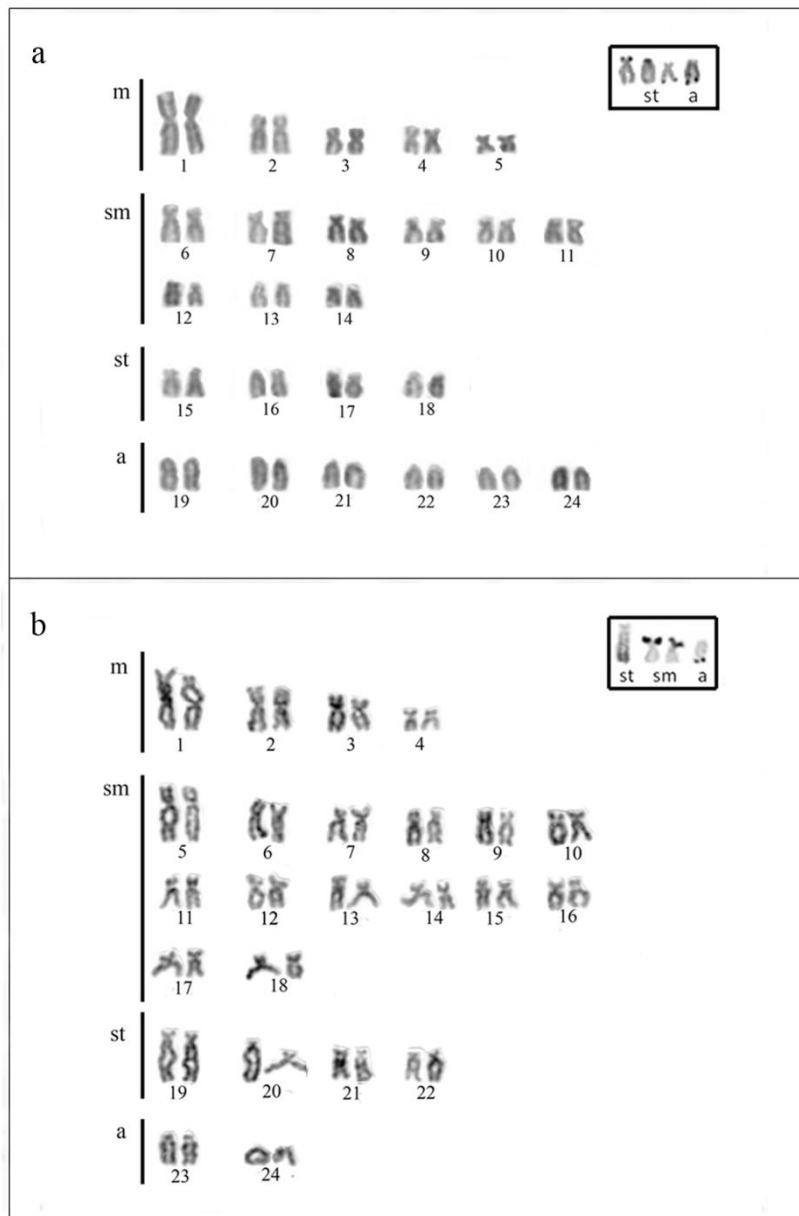 a
st a
m
1 2 3 4 5
sm
6 7 8 9 10 11
12 13 14
st
15 16 17 18
a
19 20 21 22 23 24
b
st sm a
m
1 2 3 4
sm
5 6 7 8 9 10
11 12 13 14 15 16
17 18
st
19 20 21 22
a
23 24